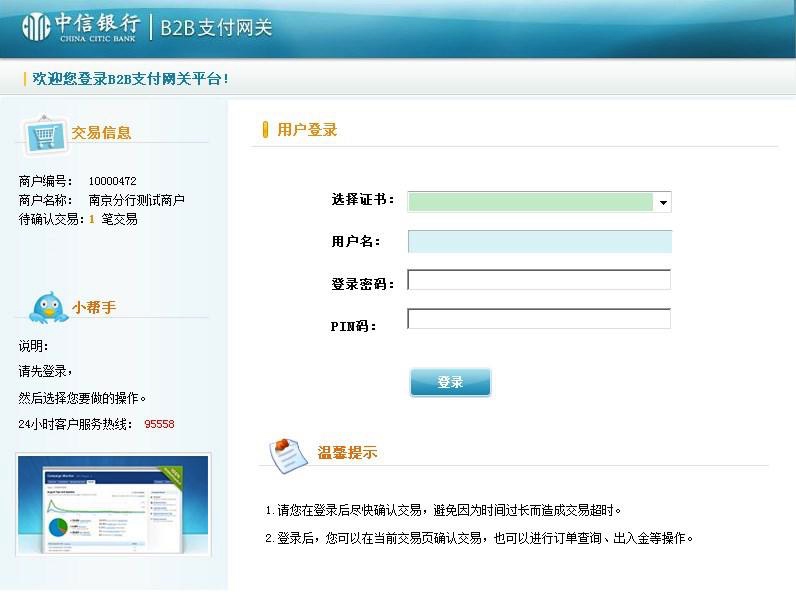 中信银行 B2B支付网关
CHINA CITIC BANK
欢迎您登录B2B支付网关平台!
交易信息
商户编号: 10000472
商户名称: 南京分行测试商户
待确认交易: 1 笔交易
小帮手
说明:
请先登录,
然后选择您要做的操作。
24小时客户服务热线: 95558
用户登录
选择证书:
用户名:
登录密码:
PIN码:
登录
温馨提示
1.请您在登录后尽快确认交易, 避免因为时间过长而造成交易超时。
2.登录后, 您可以在当前交易页确认交易, 也可以进行订单查询、出入金等操作。